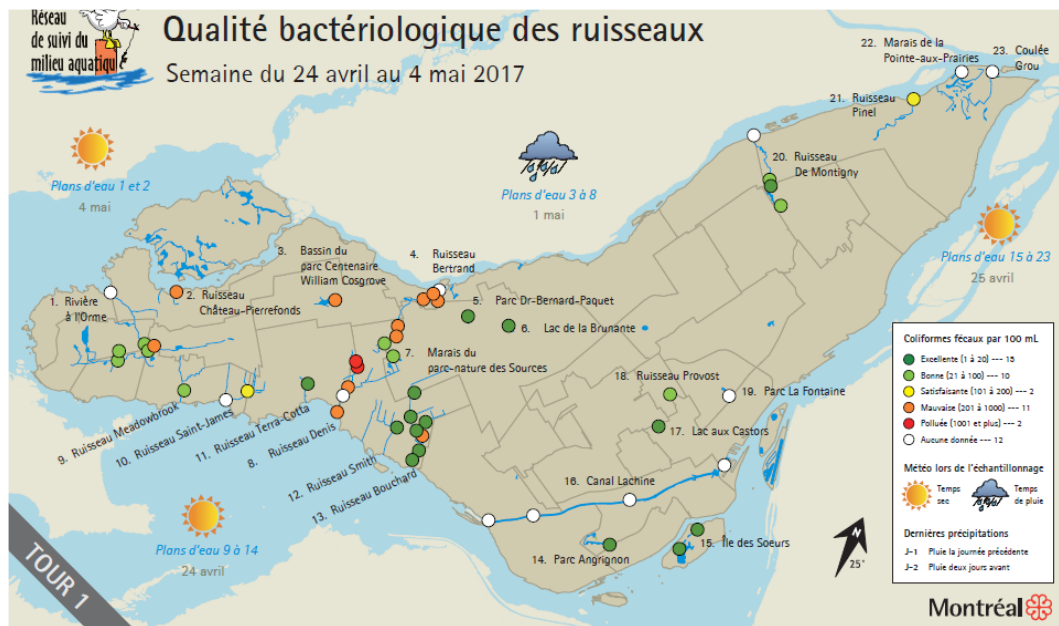 Réseau
de suivi du
milieu aquatique
Qualité bactériologique des ruisseaux
Semaine du 24 avril au 4 mai 2017
22. Marais de la
Pointe-aux-Prairies
23. Coulée
Grou
21. Ruisseau
Pinel
Plans d'eau 1 et 2
4 mai
Plans d'eau 3 à 8
1 mai
20. Ruisseau
De Montigny
Plans d'eau 15 à 23
25 avril
3. Bassin du
parc Centenaire
William Cosgrove
4. Ruisseau
Bertrand
1. Rivière
à l'Orme
2. Ruisseau
Château-Pierrefonds
5. Parc Dr-Bernard-Paquet
6. Lac de la Brunante
7. Marais du
parc-nature des Sources
18. Ruisseau Provost
19. Parc La Fontaine
17. Lac aux Castors
9. Ruisseau Meadowbrook
10. Ruisseau Saint-James
11. Ruisseau Terra-Cotta
8. Ruisseau Denis
12. Ruisseau Smith
13. Ruisseau Bouchard
16. Canal Lachine
14. Parc Angrignon
15. Île des Soeurs
Plans d'eau 9 à 14
24 avril
TOUR 1
N
25°
Coliformes fécaux par 100 mL
Excellente (1 à 20) --- 15
Bonne (21 à 100) --- 10
Satisfaisante (101 à 200) --- 2
Mauvaise (201 à 1000) --- 11
Polluée (1001 et plus) --- 2
Aucune donnée --- 12
Météo lors de l'échantillonnage
Temps
sec
Temps
de pluie
Dernières précipitations
J-1 Pluie la journée précédente
J-2 Pluie deux jours avant
Montréal